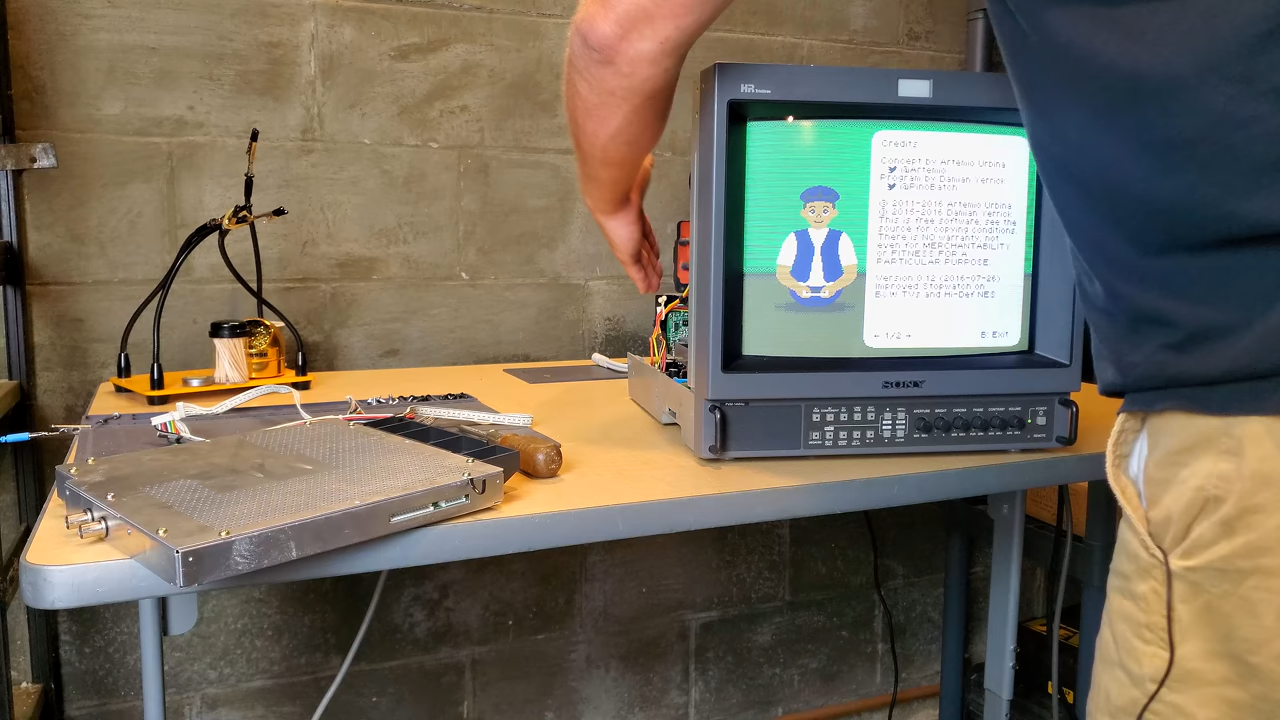 HR Trinitron
Credits
Concept by Artemio Urbina
@Artemio
Program by Damian Yerrick
@PinoBatch
© 2011-2016 Artemio Urbina
© 2015-2016 Damian Yerrick
This is free software; see the
source for copying conditions.
There is NO warranty, not
even for MERCHANTABILITY
or FITNESS FOR A
PARTICULAR PURPOSE.
Version 0.12 (2016-07-26)
Improved Stopwatch on
B&W TVs and Hi-Def NES
← 1/2 →
B: Exit
SONY
APERTURE BRIGHT CHROMA PHASE CONTRAST VOLUME
POWER
REMOTE